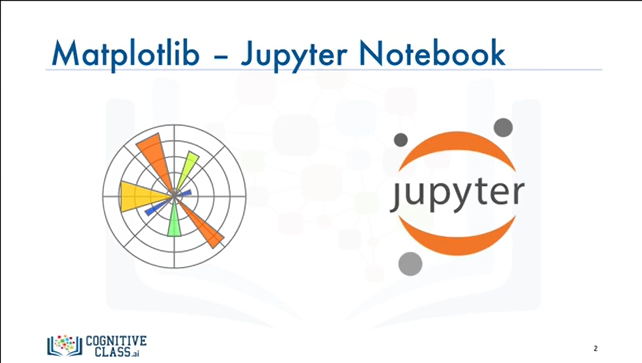 Matplotlib – Jupyter Notebook
jupyter
COGNITIVE
CLASS.ai
2